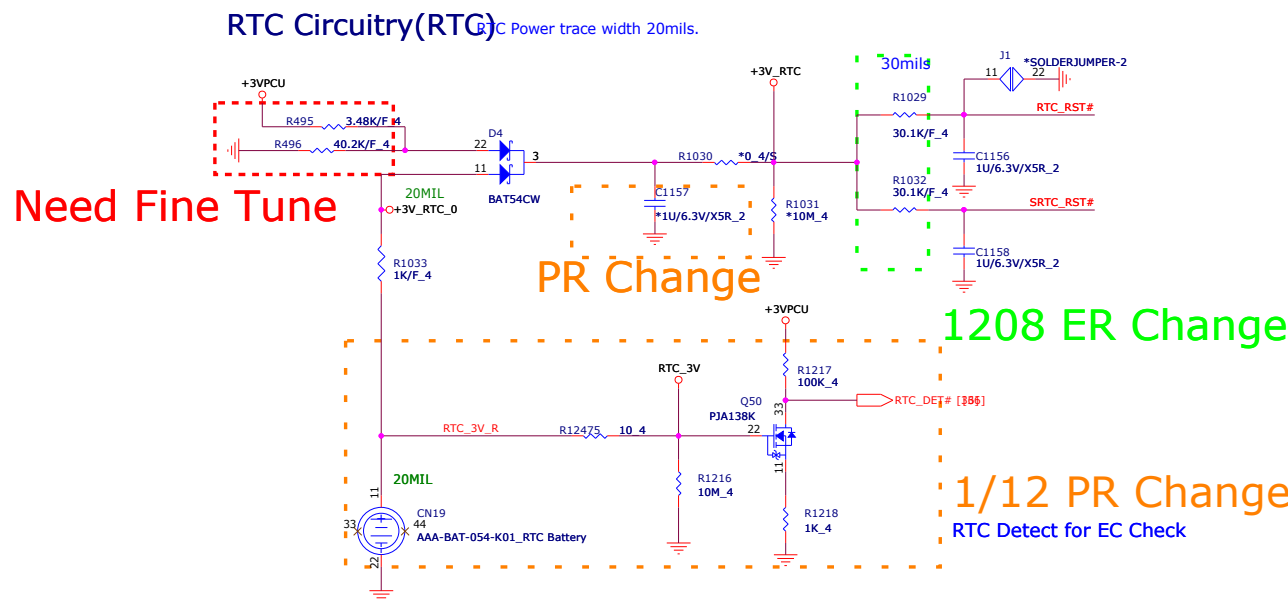 RTC Circuitry(RTC)
RTC Power trace width 20mils.
+3VPCU
R495
3.48K/F_4
R496
40.2K/F_4
Need Fine Tune
D4
22
11
3
BAT54CW
20MIL
+3V_RTC_0
R1033
1K/F_4
+3V_RTC
R1030
*0_4/S
C1157
*1U/6.3V/X5R_2
PR Change
R1031
*10M_4
30mils
R1029
30.1K/F_4
R1032
30.1K/F_4
J1
*SOLDERJUMPER-2
11
22
RTC_RST#
C1156
1U/6.3V/X5R_2
SRTC_RST#
C1158
1U/6.3V/X5R_2
1208 ER Change
+3VPCU
R1217
100K_4
RTC_3V
Q50
PJA138K
33
22
11
RTC_DET#
RTC_3V_R
R12475
10_4
R1216
10M_4
R1218
1K_4
20MIL
11
CN19
33
44
AAA-BAT-054-K01_RTC Battery
22
1/12 PR Change
RTC Detect for EC Check